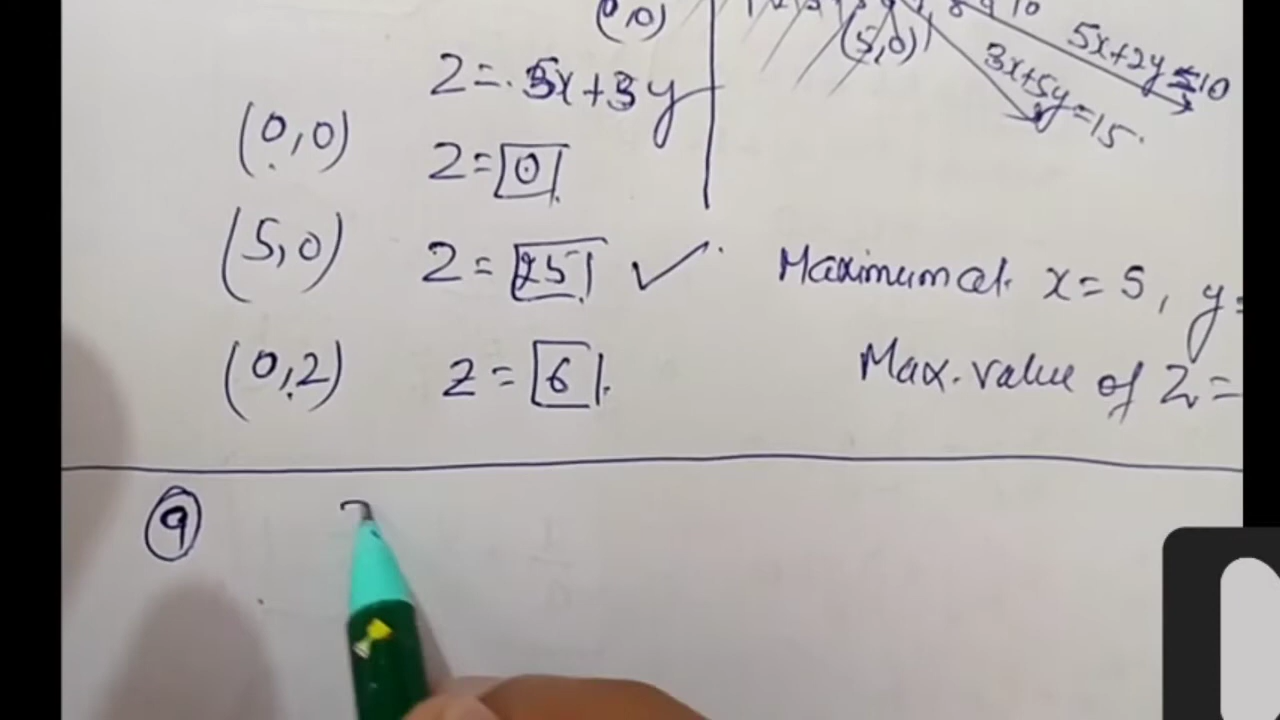 (0,0)
(5,0)
5x+2y≤10
3x+5y=15.
Z=5x+3y
(0,0) Z=0
(5,0) Z=25 ✓ Maximum at x=5, y=
(0,2) Z=6 Max. value of Z=
9